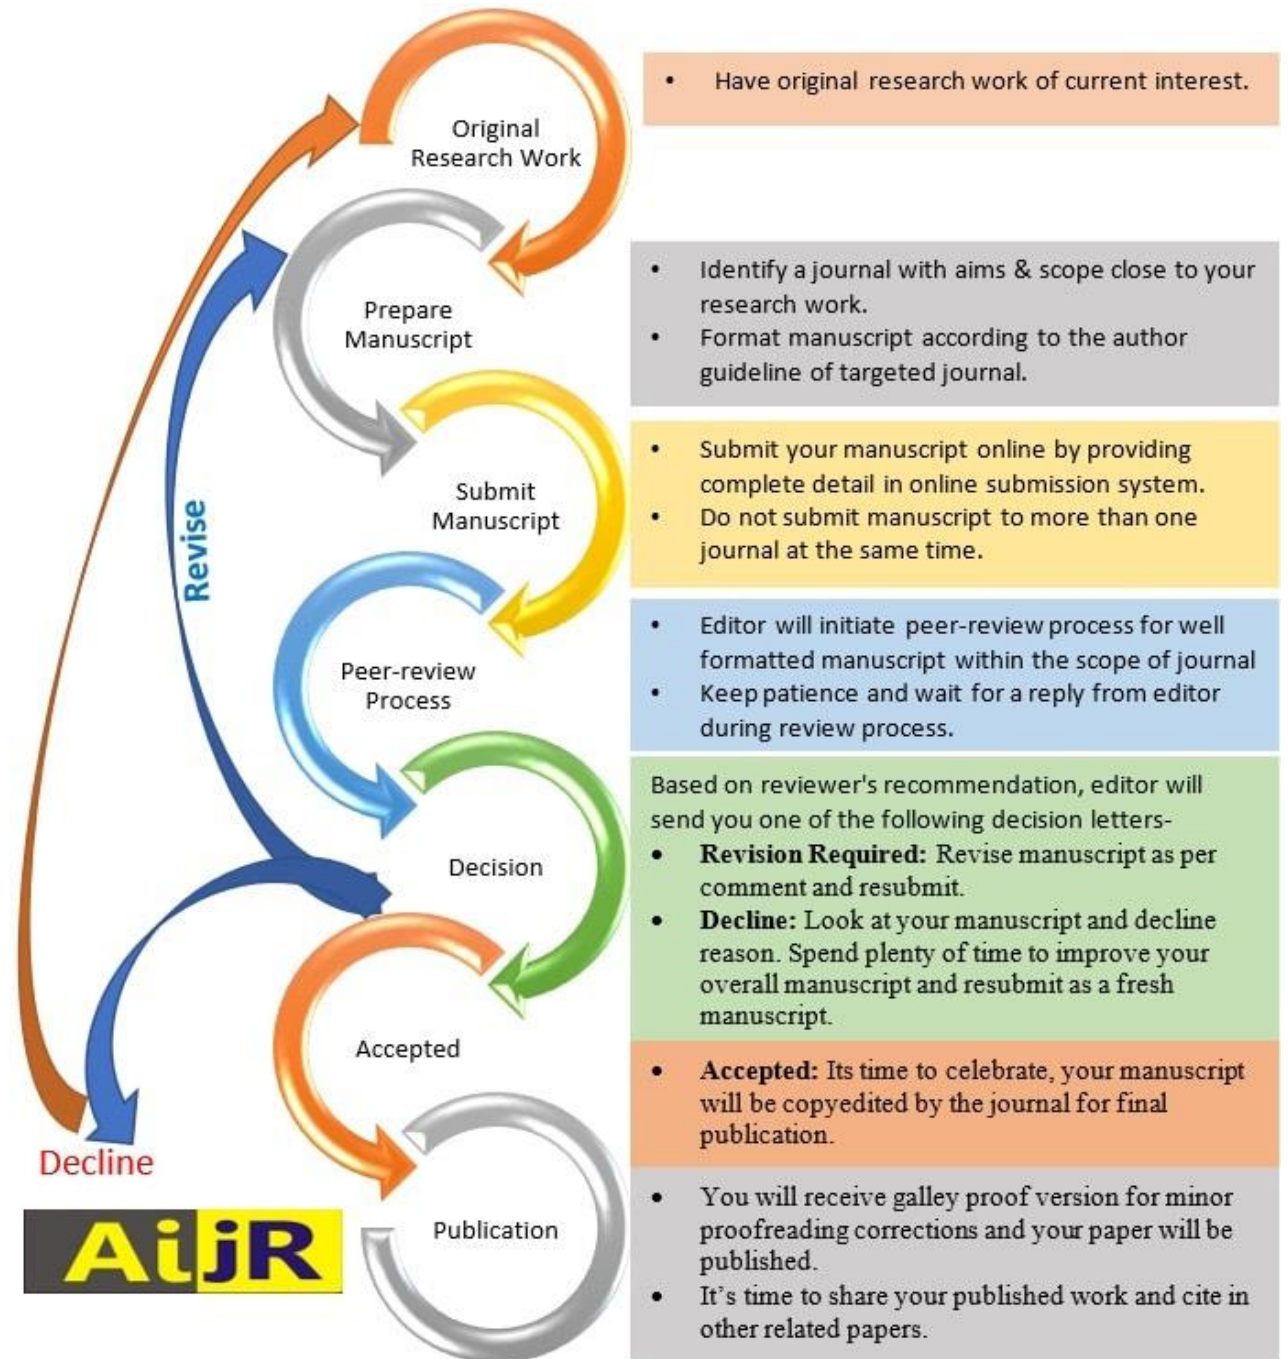 Original
Research Work
• Have original research work of current interest.
Prepare
Manuscript
• Identify a journal with aims & scope close to your
research work.
• Format manuscript according to the author
guideline of targeted journal.
Submit
Manuscript
• Submit your manuscript online by providing
complete detail in online submission system.
• Do not submit manuscript to more than one
journal at the same time.
Revise
Peer-review
Process
• Editor will initiate peer-review process for well
formatted manuscript within the scope of journal
• Keep patience and wait for a reply from editor
during review process.
Decision
Based on reviewer's recommendation, editor will
send you one of the following decision letters-
• Revision Required: Revise manuscript as per
comment and resubmit.
• Decline: Look at your manuscript and decline
reason. Spend plenty of time to improve your
overall manuscript and resubmit as a fresh
manuscript.
Accepted
• Accepted: Its time to celebrate, your manuscript
will be copyedited by the journal for final
publication.
Decline
Publication
• You will receive galley proof version for minor
proofreading corrections and your paper will be
published.
• It’s time to share your published work and cite in
other related papers.
AijR